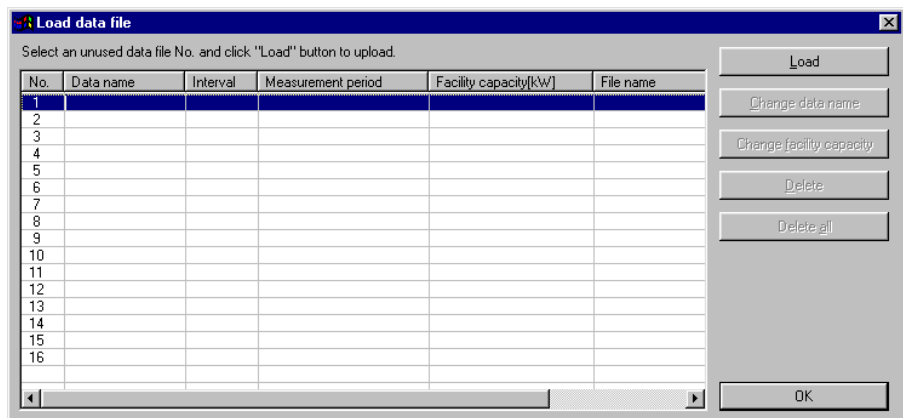 Load data file
Select an unused data file No. and click "Load" button to upload.
No. Data name Interval Measurement period Facility capacity[kW] File name
1
2
3
4
5
6
7
8
9
10
11
12
13
14
15
16
Load
Change data name
Change facility capacity
Delete
Delete all
OK